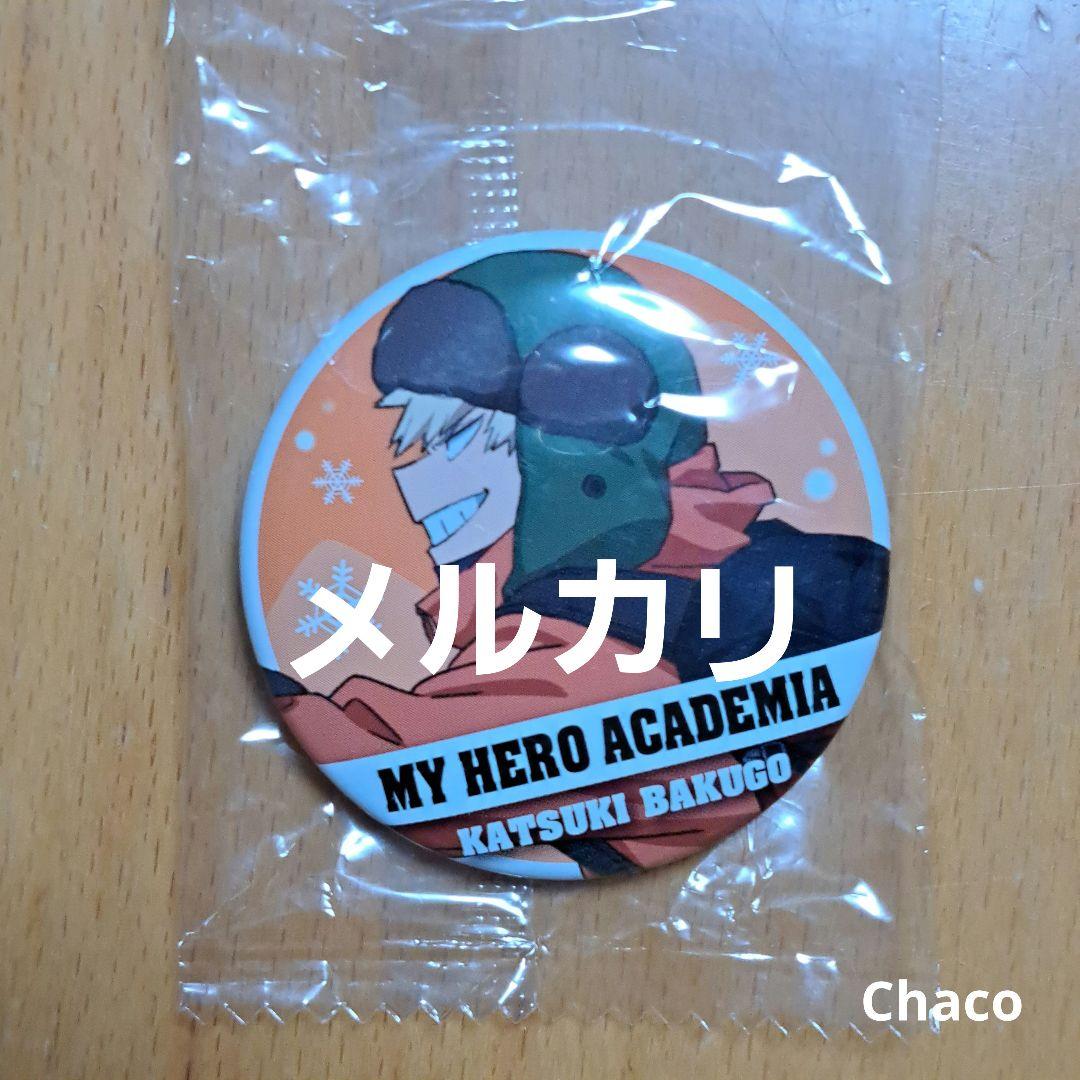 メルカリ
MY HERO ACADEMIA
KATSUKI BAKUGO
Chaco